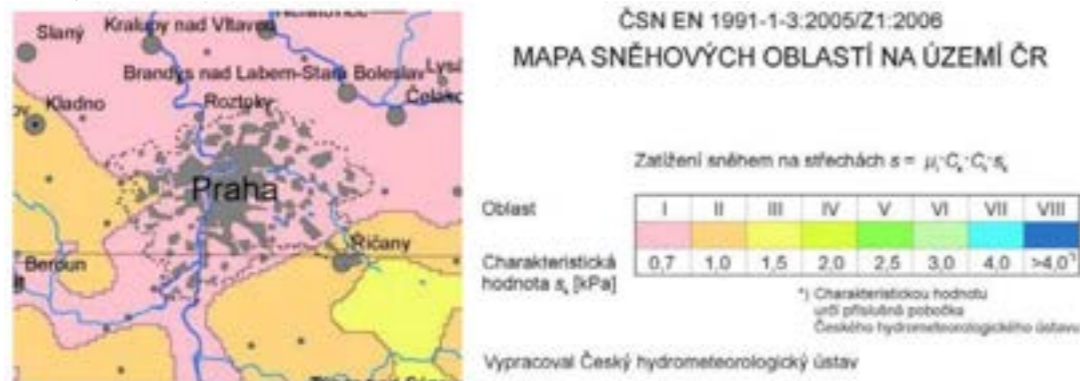 Slaný
Kralupy nad Vltavou
Brandýs nad Labem-Stará Boleslav
Kladno
Roztoky
Praha
Říčany
Beroun
ČSN EN 1991-1-3:2005/Z1:2006
MAPA SNĚHOVÝCH OBLASTÍ NA ÚZEMÍ ČR
Zatížení sněhem na střechách s = μᵢ·Cₑ·Cₜ·sₖ
Oblast I II III IV V VI VII VIII
Charakteristická 0,7 1,0 1,5 2,0 2,5 3,0 4,0 >4,0*)
hodnota sₖ [kPa]
*) Charakteristickou hodnotu
určí příslušná pobočka
Českého hydrometeorologického ústavu
Vypracoval Český hydrometeorologický ústav